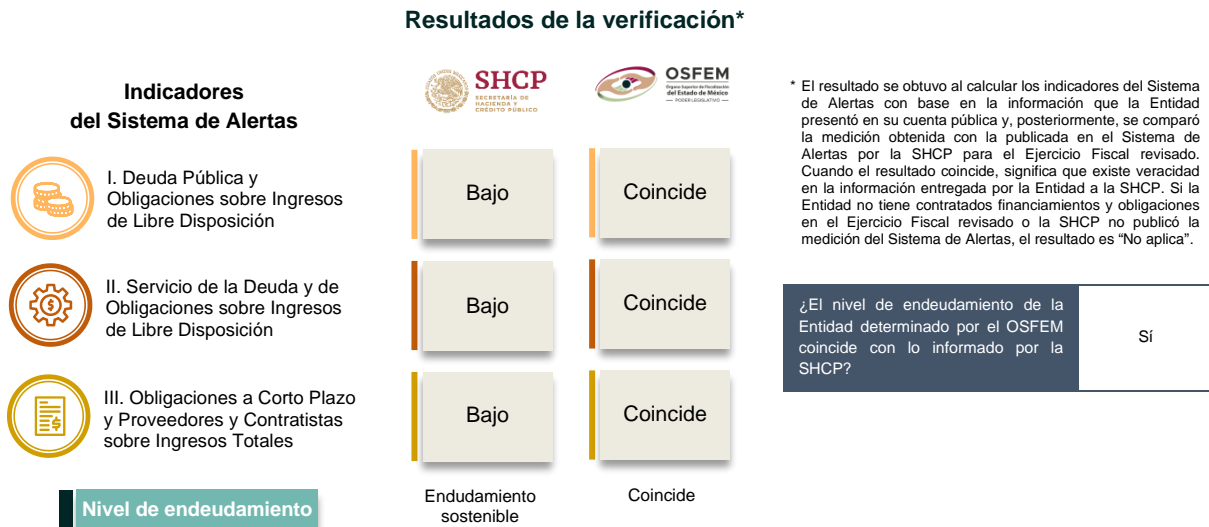 Resultados de la verificación*
Indicadores
del Sistema de Alertas
SHCP
SECRETARÍA DE
HACIENDA Y
CRÉDITO PÚBLICO
OSFEM
Órgano Superior de Fiscalización
del Estado de México
PODER LEGISLATIVO
I. Deuda Pública y
Obligaciones sobre Ingresos
de Libre Disposición
Bajo
Coincide
II. Servicio de la Deuda y de
Obligaciones sobre Ingresos
de Libre Disposición
Bajo
Coincide
III. Obligaciones a Corto Plazo
y Proveedores y Contratistas
sobre Ingresos Totales
Bajo
Coincide
Nivel de endeudamiento
Endudamiento
sostenible
Coincide
* El resultado se obtuvo al calcular los indicadores del Sistema
de Alertas con base en la información que la Entidad
presentó en su cuenta pública y, posteriormente, se comparó
la medición obtenida con la publicada en el Sistema de
Alertas por la SHCP para el Ejercicio Fiscal revisado.
Cuando el resultado coincide, significa que existe veracidad
en la información entregada por la Entidad a la SHCP. Si la
Entidad no tiene contratados financiamientos y obligaciones
en el Ejercicio Fiscal revisado o la SHCP no publicó la
medición del Sistema de Alertas, el resultado es “No aplica”.
¿El nivel de endeudamiento de la
Entidad determinado por el OSFEM
coincide con lo informado por la
SHCP?
Sí